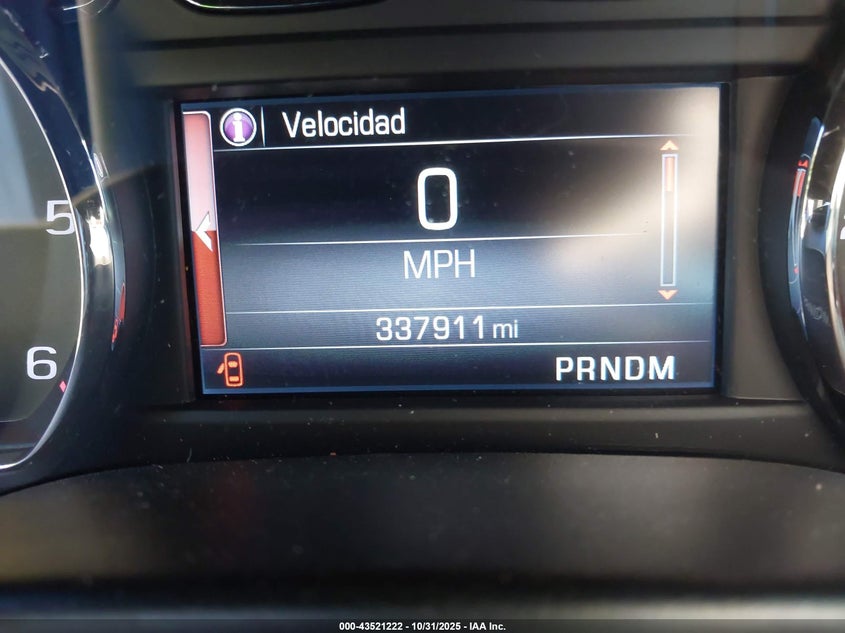 Velocidad
0
MPH
337911 mi
PRNDM
5
6
000-43521222 - 10/31/2025 - IAA Inc.